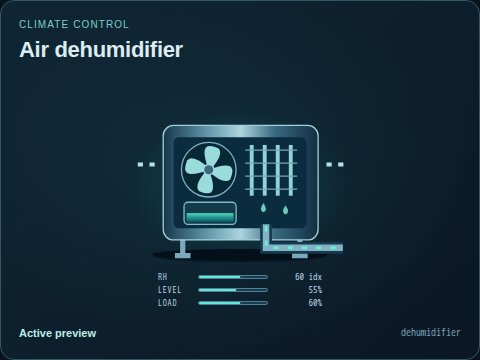 CLIMATE CONTROL
Air dehumidifier
RH 60 idx
LEVEL 55%
LOAD 60%
Active preview dehumidifier